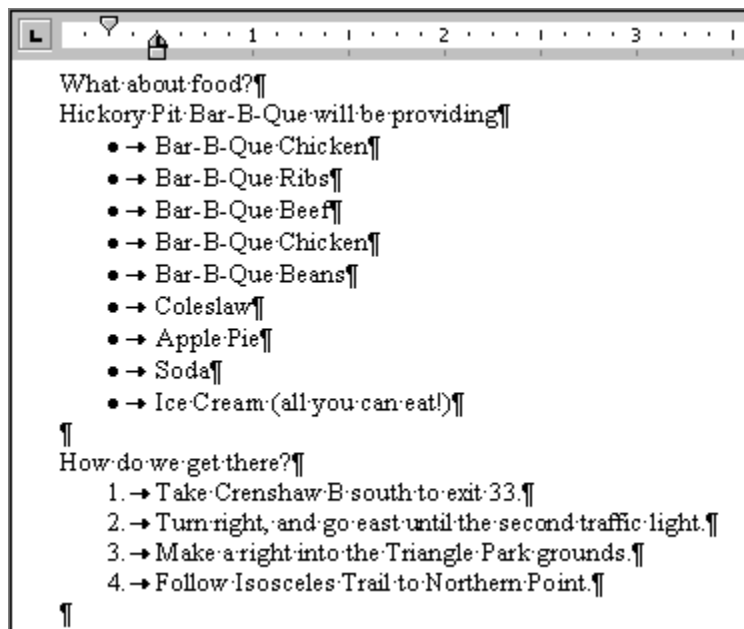 L 1 2 3
What about food?¶
Hickory Pit Bar-B-Que will be providing¶
• → Bar-B-Que Chicken¶
• → Bar-B-Que Ribs¶
• → Bar-B-Que Beef¶
• → Bar-B-Que Chicken¶
• → Bar-B-Que Beans¶
• → Coleslaw¶
• → Apple Pie¶
• → Soda¶
• → Ice Cream (all you can eat!)¶
¶
How do we get there?¶
1. → Take Crenshaw B south to exit 33.¶
2. → Turn right, and go east until the second traffic light.¶
3. → Make a right into the Triangle Park grounds.¶
4. → Follow Isosceles Trail to Northern Point.¶
¶